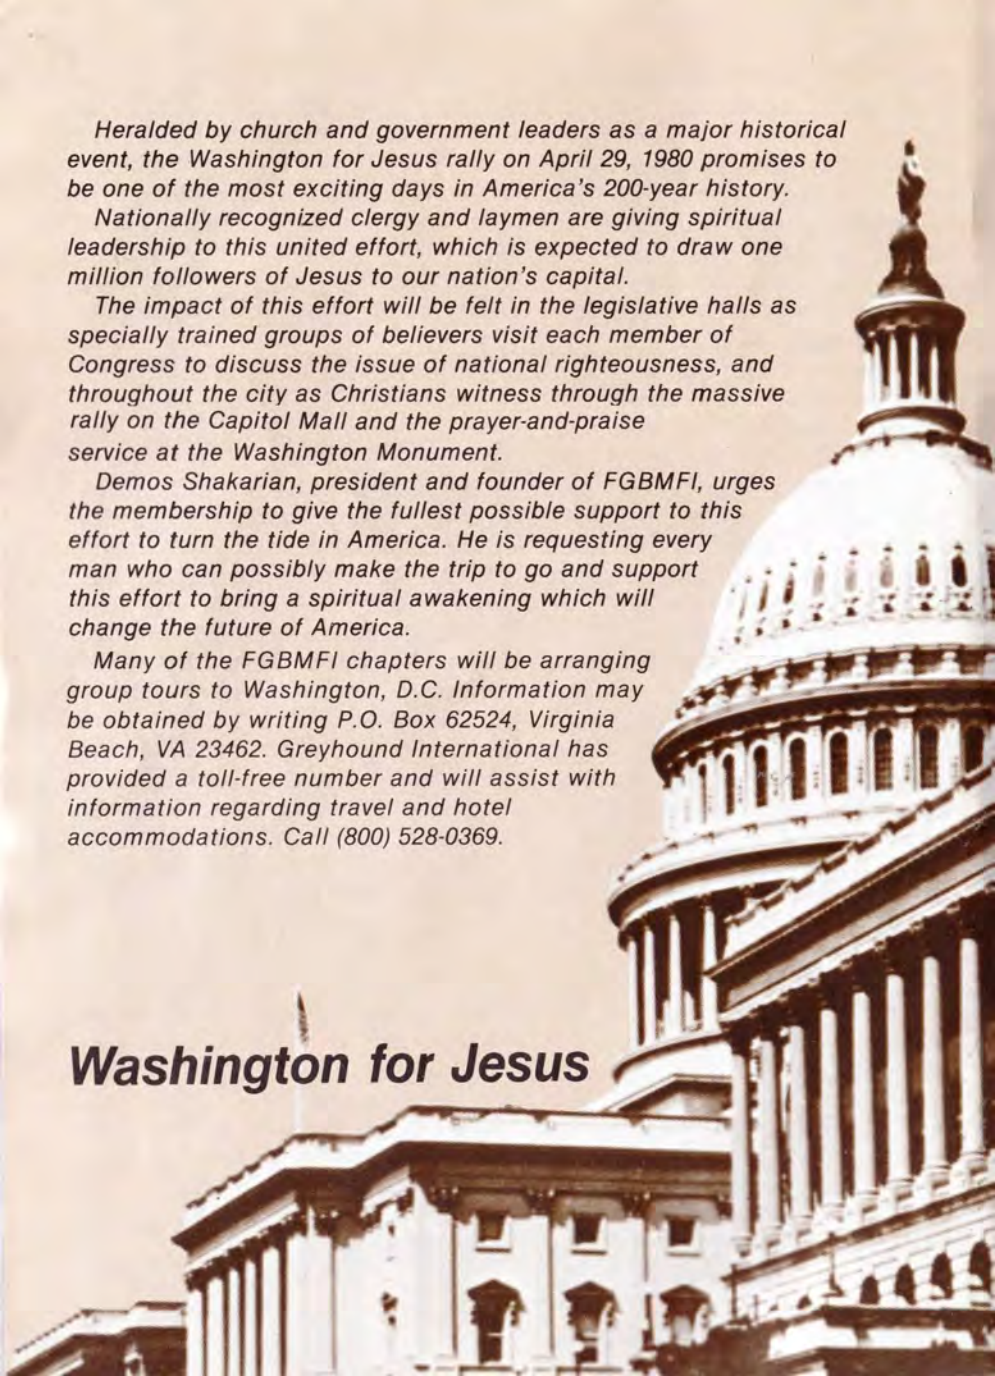 Heralded by church and government leaders as a major historical
event, the Washington for Jesus rally on April 29, 1980 promises to
be one of the most exciting days in America's 200-year history.
Nationally recognized clergy and laymen are giving spiritual
leadership to this united effort, which is expected to draw one
million followers of Jesus to our nation's capital.
The impact of this effort will be felt in the legislative halls as
specially trained groups of believers visit each member of
Congress to discuss the issue of national righteousness, and
throughout the city as Christians witness through the massive
rally on the Capitol Mall and the prayer-and-praise
service at the Washington Monument.
Demos Shakarian, president and founder of FGBMFI, urges
the membership to give the fullest possible support to this
effort to turn the tide in America. He is requesting every
man who can possibly make the trip to go and support
this effort to bring a spiritual awakening which will
change the future of America.
Many of the FGBMFI chapters will be arranging
group tours to Washington, D.C. Information may
be obtained by writing P.O. Box 62524, Virginia
Beach, VA 23462. Greyhound International has
provided a toll-free number and will assist with
information regarding travel and hotel
accommodations. Call (800) 528-0369.
Washington for Jesus